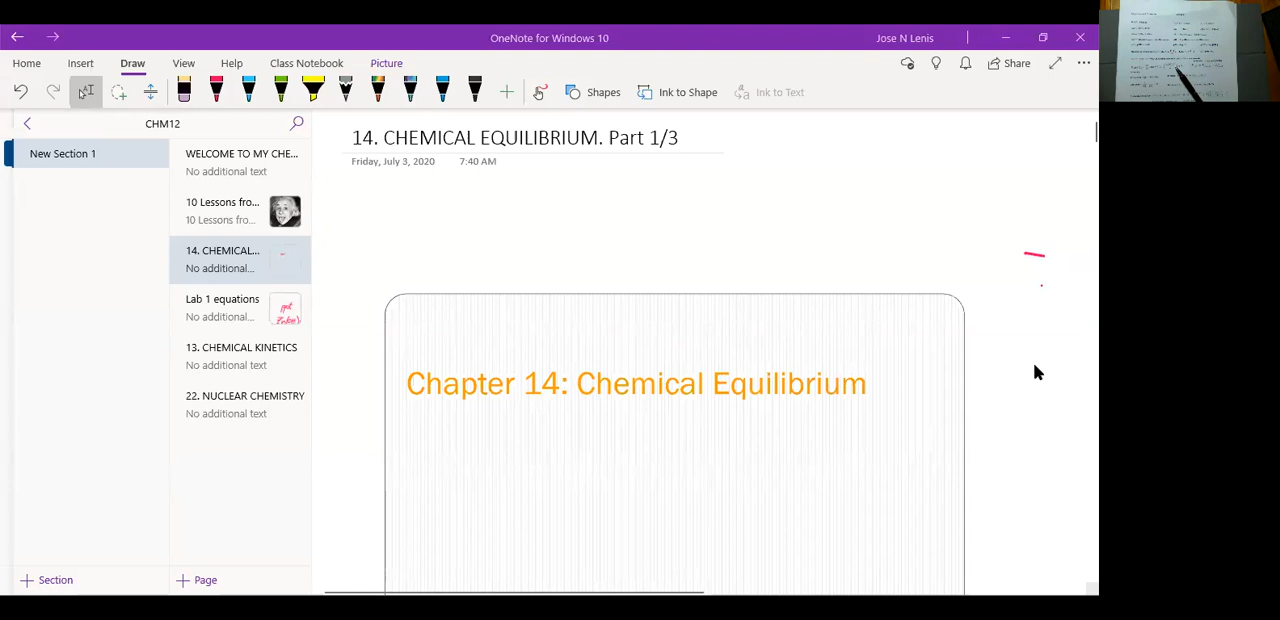 OneNote for Windows 10
Jose N Lenis
Home Insert Draw View Help Class Notebook Picture
Share
Shapes Ink to Shape Ink to Text
CHM12
New Section 1
WELCOME TO MY CHE...
No additional text
10 Lessons fro...
10 Lessons fro...
14. CHEMICAL...
No additional...
Lab 1 equations
No additional...
13. CHEMICAL KINETICS
No additional text
22. NUCLEAR CHEMISTRY
No additional text
Section
Page
14. CHEMICAL EQUILIBRIUM. Part 1/3
Friday, July 3, 2020 7:40 AM
Chapter 14: Chemical Equilibrium